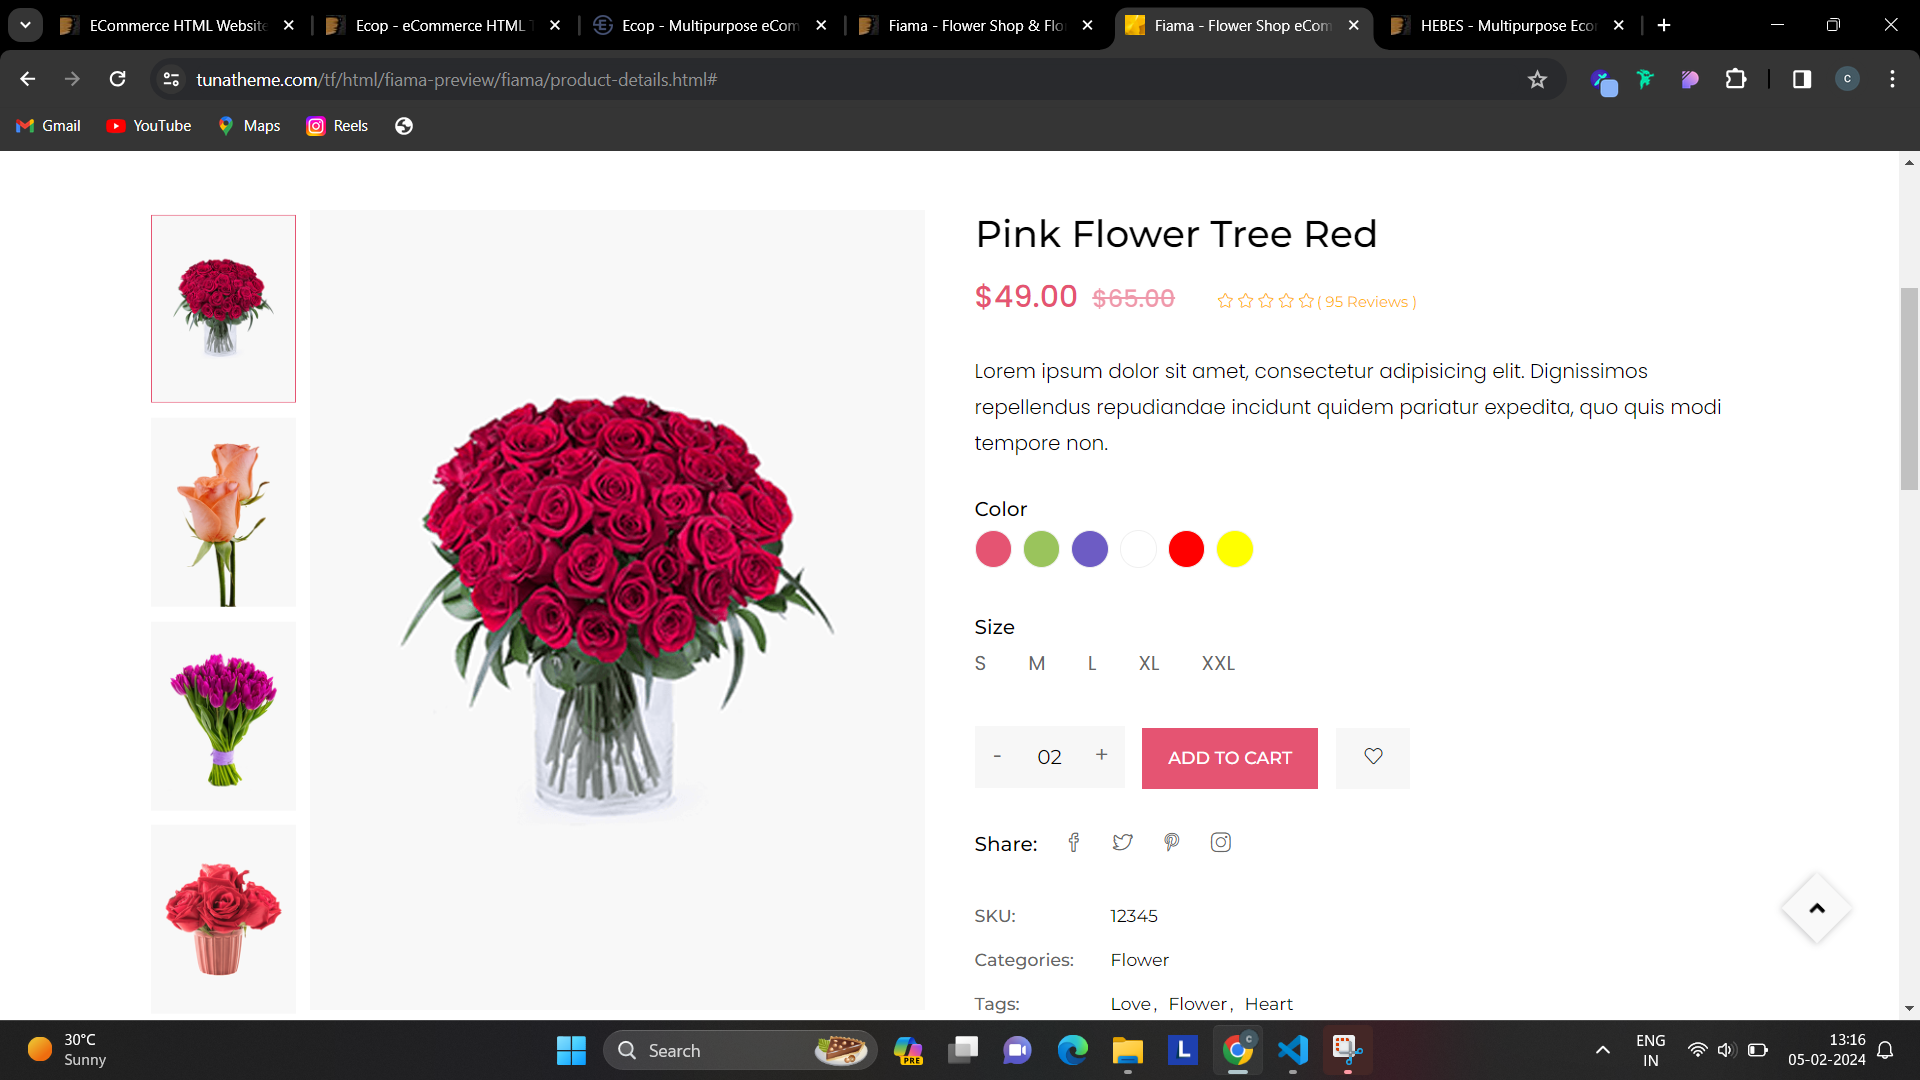 ECommerce HTML Website
Ecop - eCommerce HTML T
Ecop - Multipurpose eCom
Fiama - Flower Shop & Flo
Fiama - Flower Shop eCom
HEBES - Multipurpose Eco
tunatheme.com/tf/html/fiama-preview/fiama/product-details.html#
C
Gmail
YouTube
Maps
Reels
Pink Flower Tree Red
$49.00 $65.00 ( 95 Reviews )
Lorem ipsum dolor sit amet, consectetur adipisicing elit. Dignissimos
repellendus repudiandae incidunt quidem pariatur expedita, quo quis modi
tempore non.
Color
Size
S M L XL XXL
- 02 + ADD TO CART
Share:
SKU: 12345
Categories: Flower
Tags: Love, Flower, Heart
30°C
Sunny
Search
PRE
L
C
ENG
IN
13:16
05-02-2024